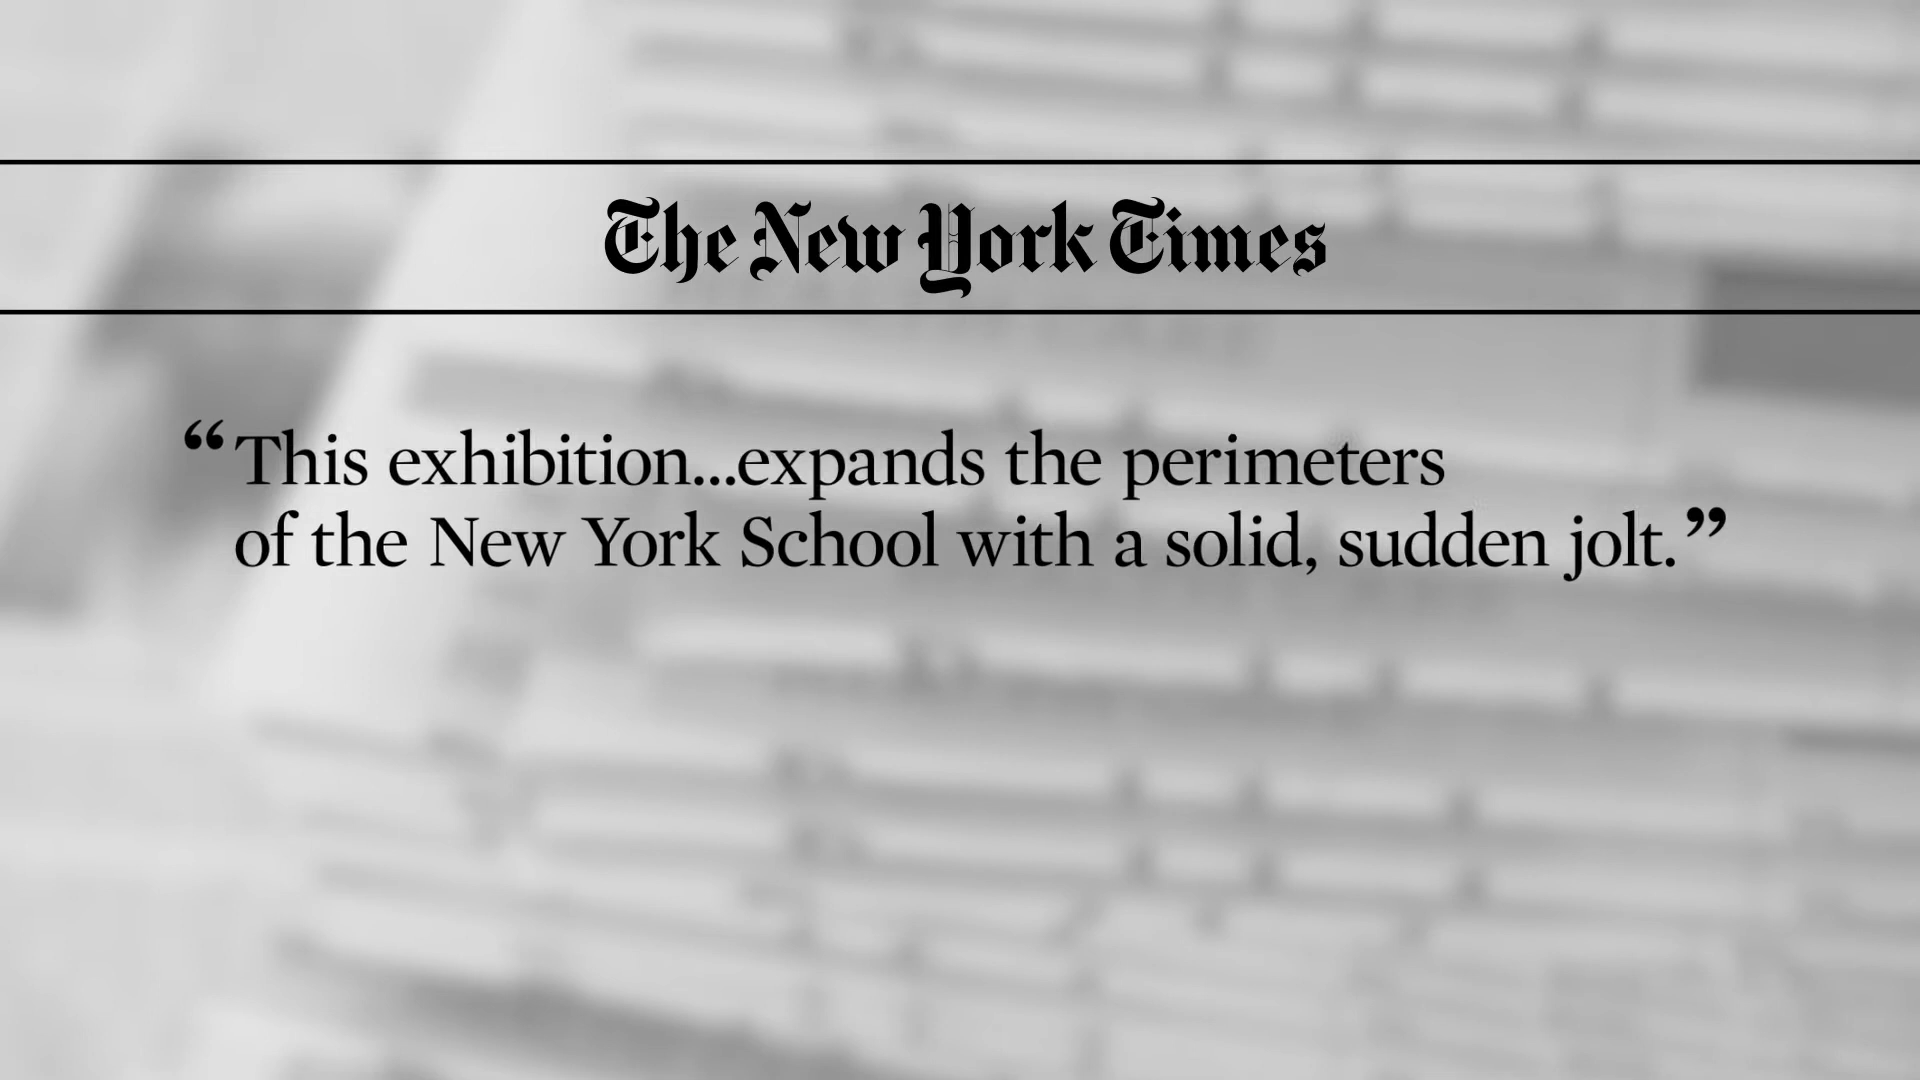 The New York Times
“This exhibition...expands the perimeters
of the New York School with a solid, sudden jolt.”